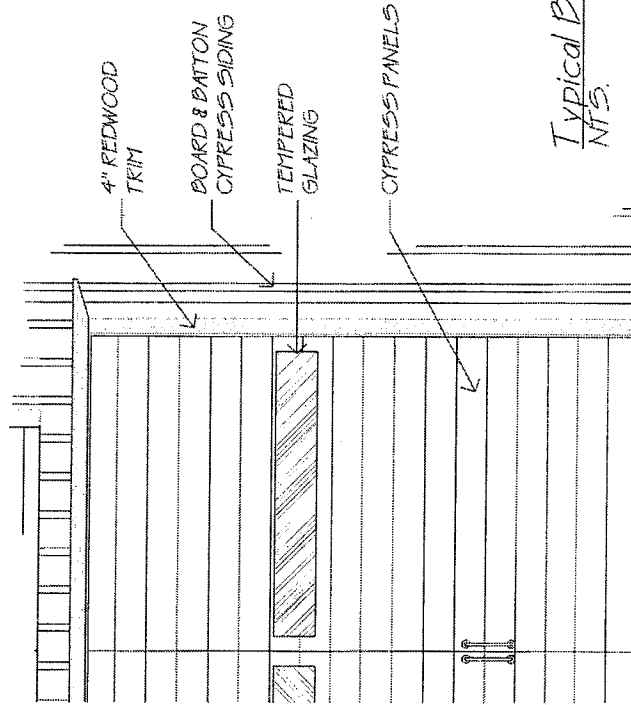 4" REDWOOD
TRIM
BOARD & BATTON
CYPRESS SIDING
TEMPERED
GLAZING
CYPRESS PANELS
Typical
NTS.